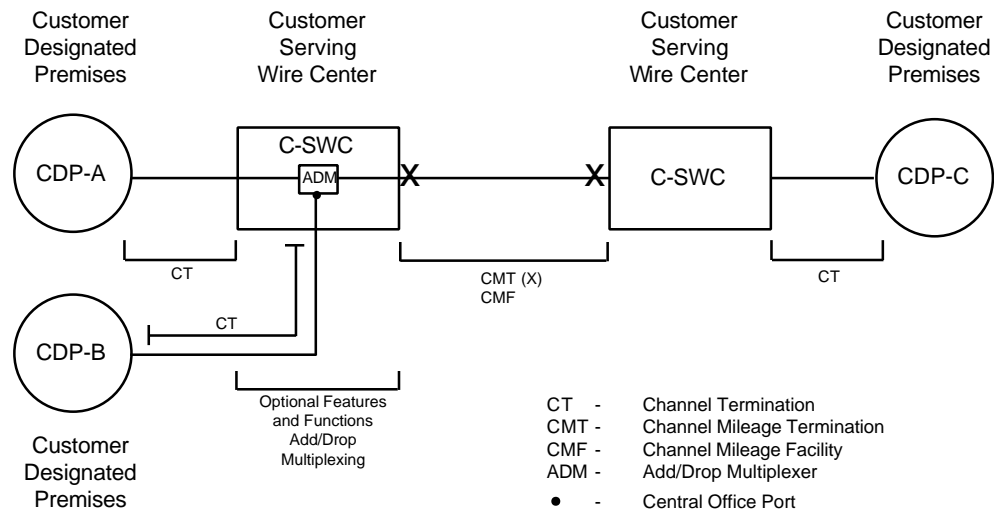 Customer
Designated
Premises
Customer
Serving
Wire Center
Customer
Serving
Wire Center
Customer
Designated
Premises
CDP-A
C-SWC
ADM
X
X
C-SWC
CDP-C
CT
CMT (X)
CMF
CT
CT
CDP-B
Optional Features
and Functions
Add/Drop
Multiplexing
Customer
Designated
Premises
CT - Channel Termination
CMT - Channel Mileage Termination
CMF - Channel Mileage Facility
ADM - Add/Drop Multiplexer
● - Central Office Port